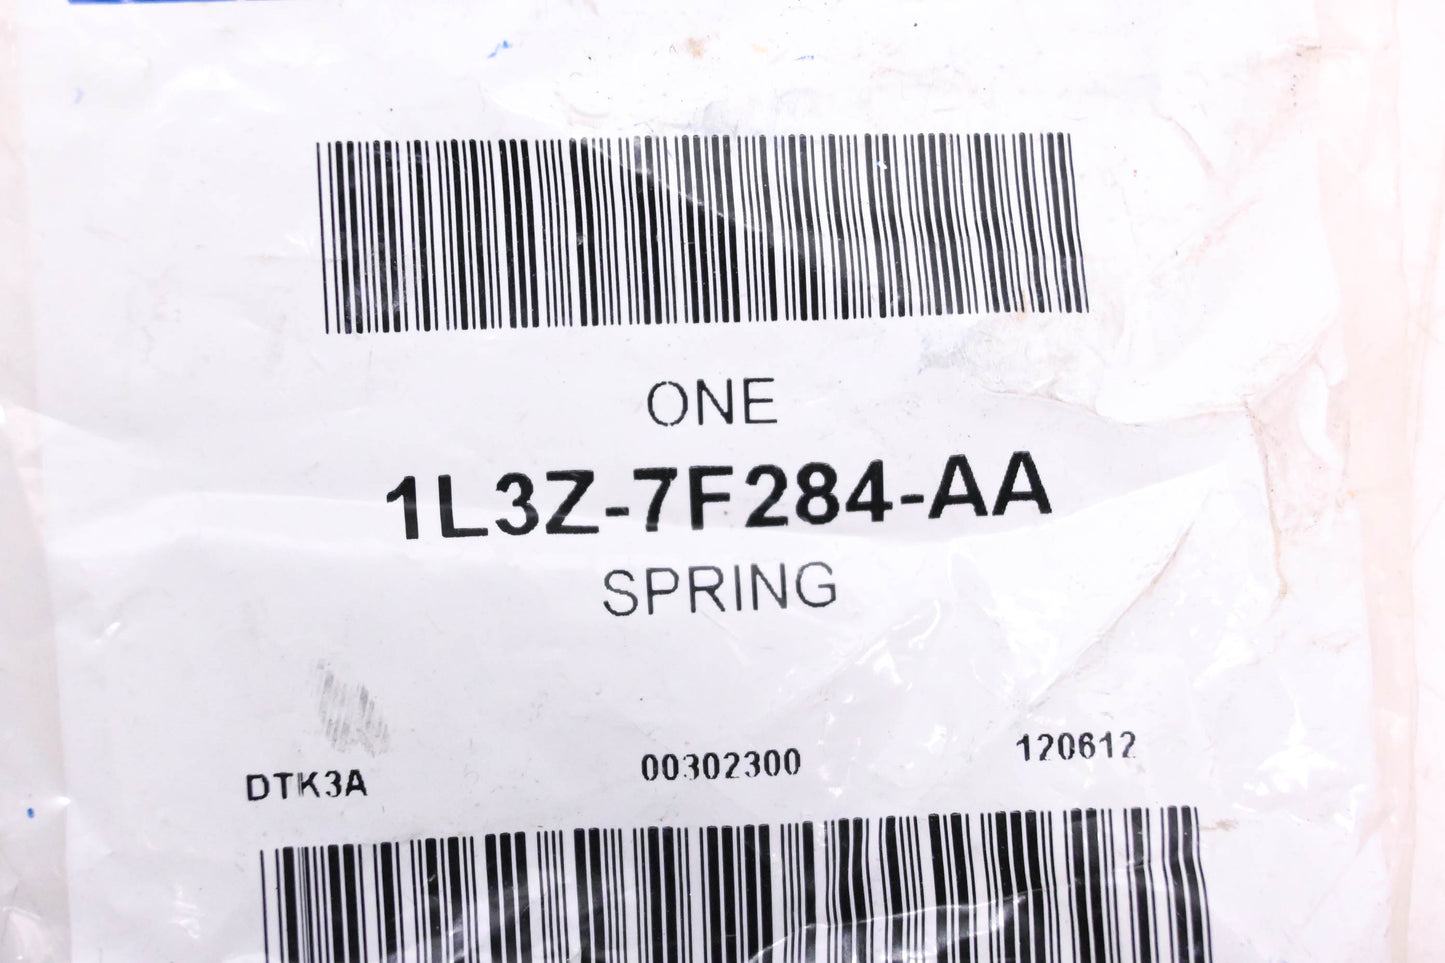 ONE
1L3Z-7F284-AA
SPRING
DTK3A 00302300 120612